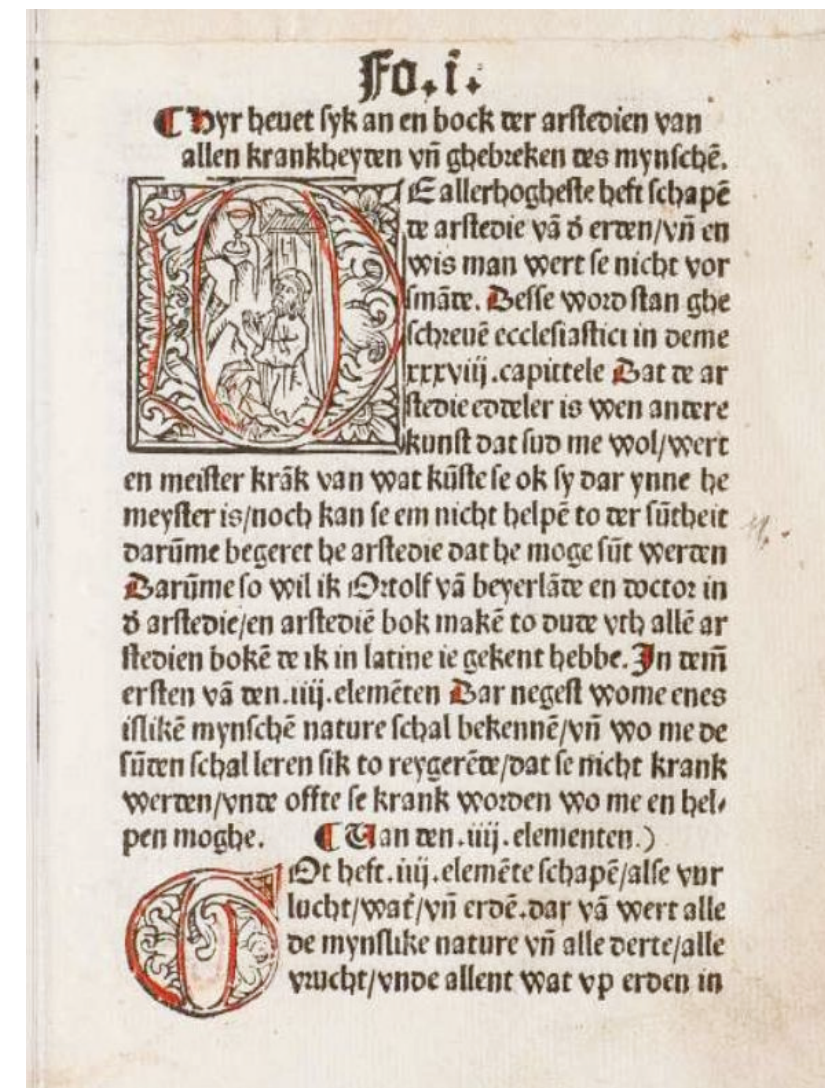 Fo. ī.
¶ Hyr hevet syk an en bock der arstedien van
allen krankheyden vñ ghebreken des mynschē.
DE allerhogheste heft schapē
de arstedie vā d̄ erden/vñ en
wis man wert se nicht vor
smāde. Desse word stan ghe
schreuē ecclesiastici in deme
xxxviij.capittele Dat de ar
stedie eddeler is wen andere
kunst dat sud me wol/wert
en meister krāk van wat kūste se ok sy dar ynne he
meyster is/noch kan se em nicht helpē to der sūtheit
darūme begeret he arstedie dat he moge sūt werden
Darūme so wil ik Ortolf vā beyerlāde en doctor in
d̄ arstedie/en arstediē bok makē to dude vth allē ar
stedien bokē de ik in latine ie gekent hebbe. In dem̄
ersten vā den.iiij.elemēten Dar negest wome enes
islikē mynschē nature schal bekennē/vñ wo me de
sūden schal leren sik to reygerēde/dat se nicht krank
werden/vnde offte se krank worden wo me en hel-
pen moghe. ¶ Van den.iiij.elementen.)
GOt heft.iiij.elemēte schapē/alse vur
lucht/wat̄/vñ erdē.dar vā wert alle
de mynslike nature vñ alle derte/alle
vrucht/vnde allent wat vp erden in